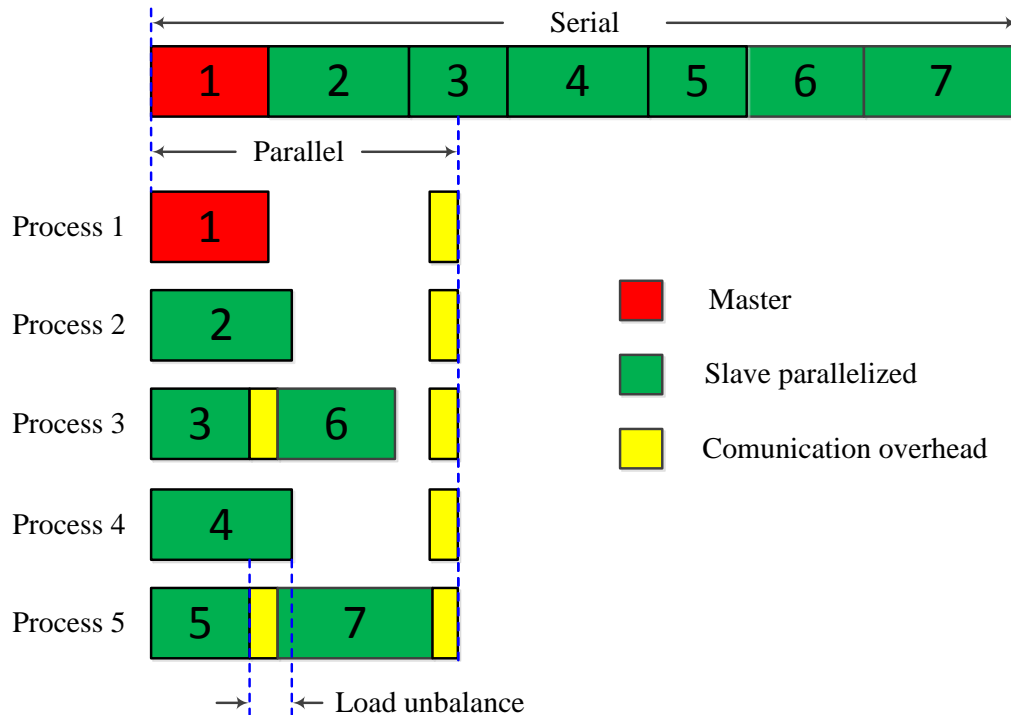 Serial
1 2 3 4 5 6 7
Parallel
Process 1 1
Process 2 2
Master
Process 3 3 6
Slave parallelized
Comunication overhead
Process 4 4
Process 5 5 7
Load unbalance